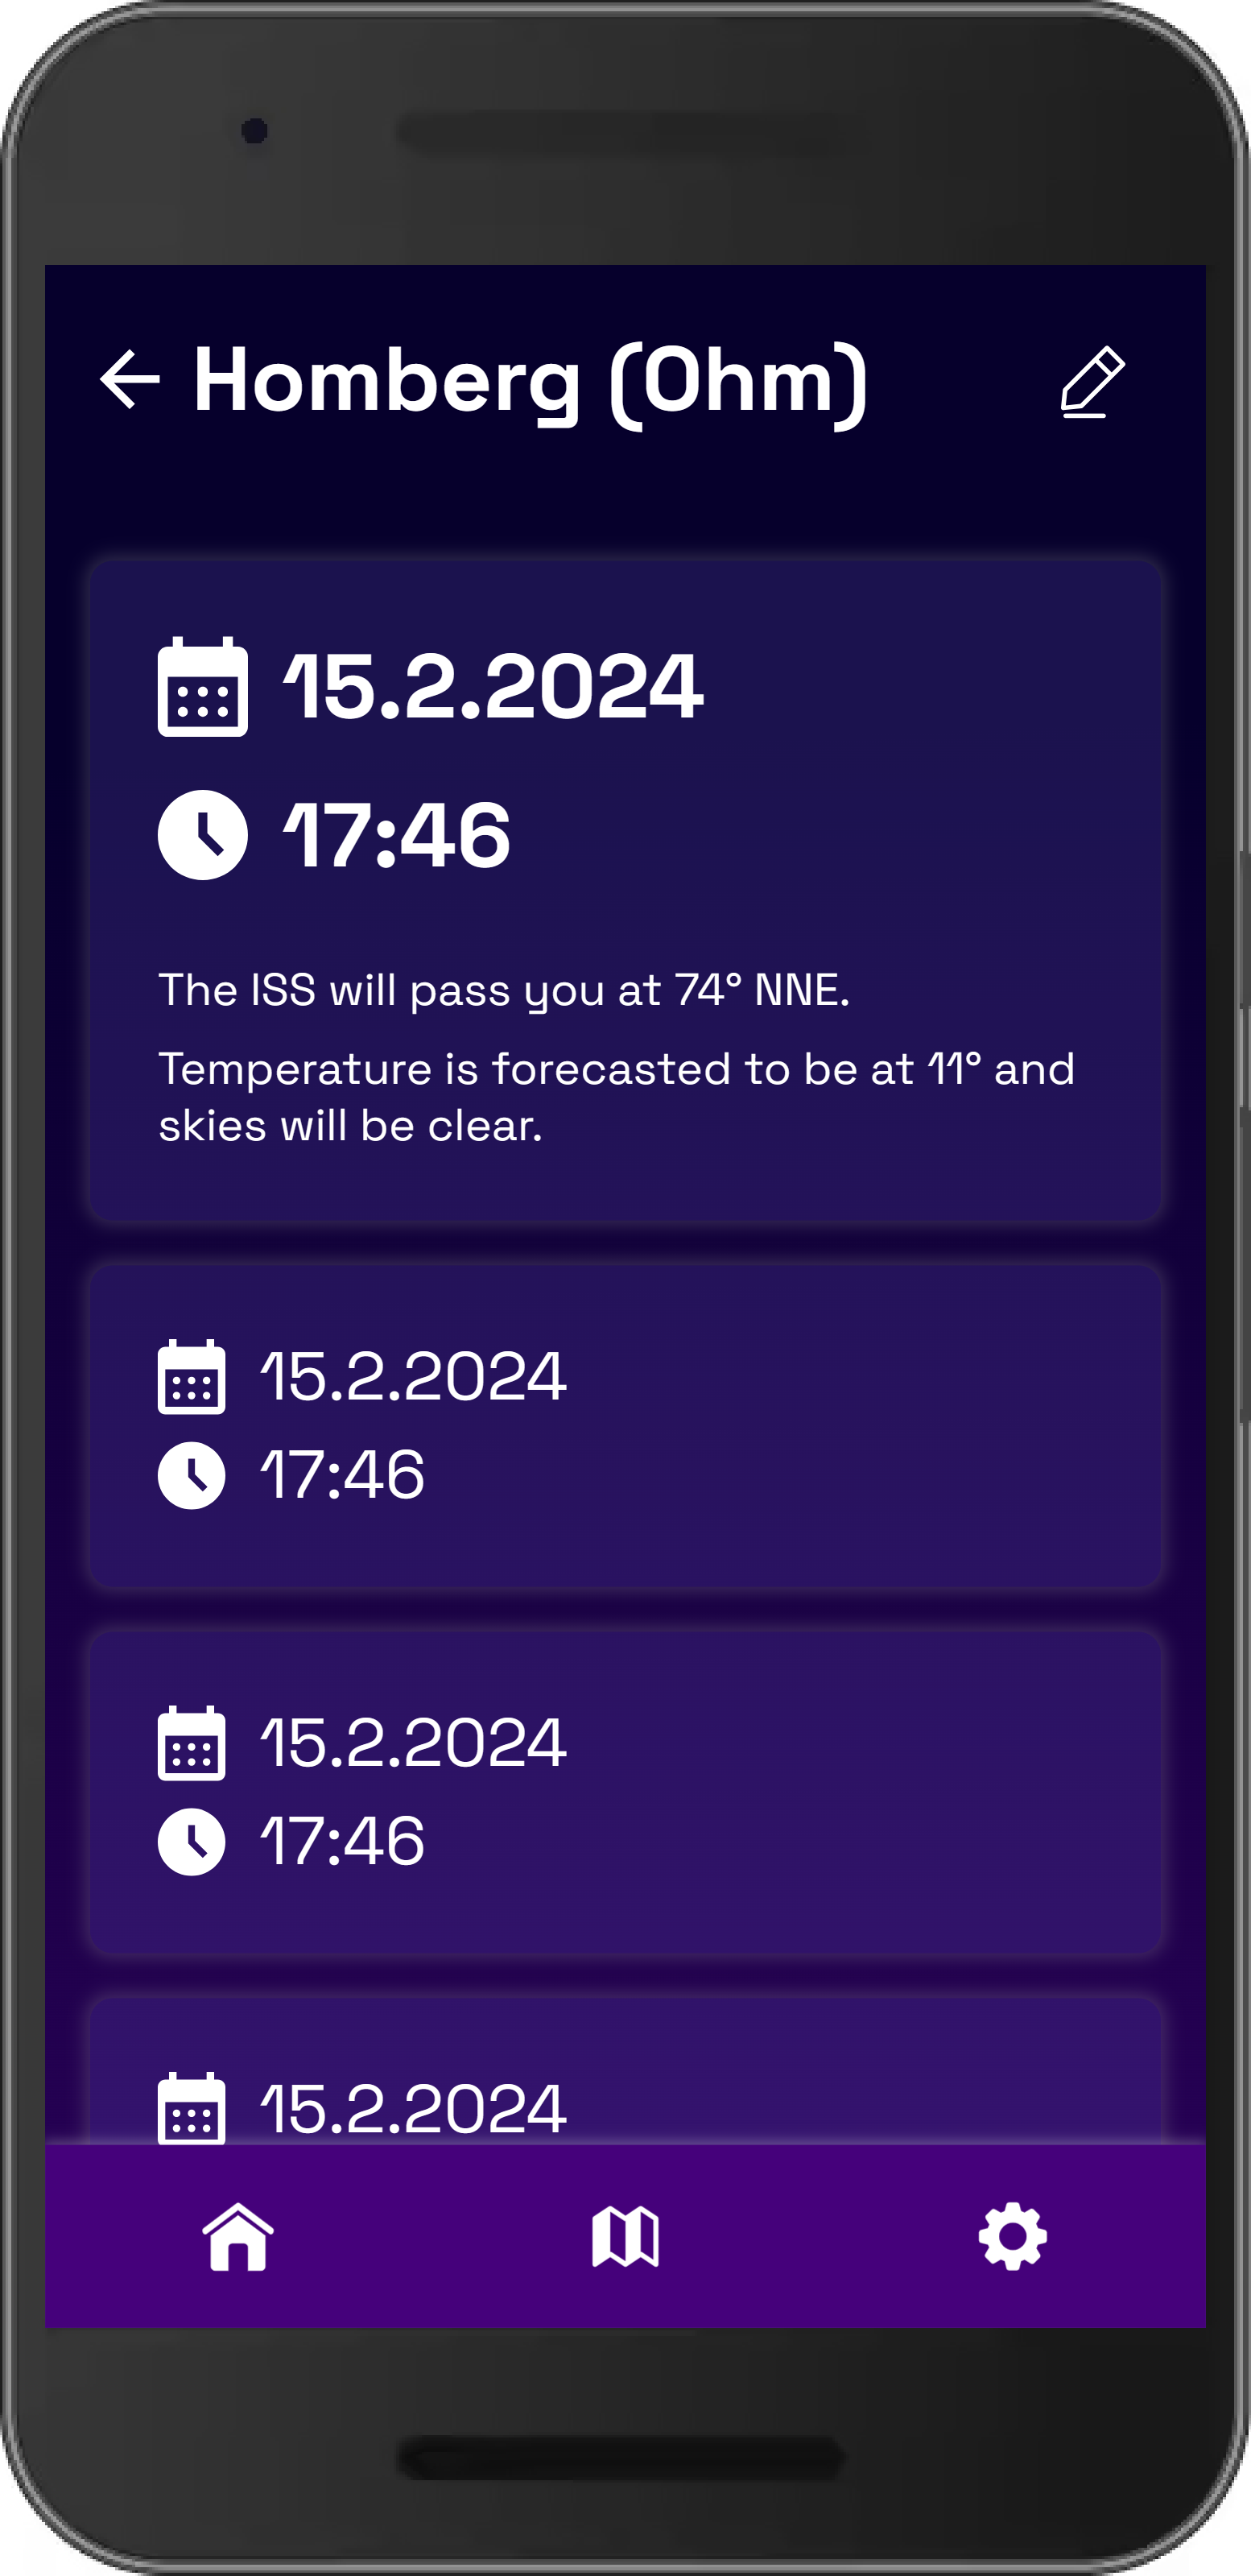 Homberg (Ohm)
15.2.2024
17:46
The ISS will pass you at 74° NNE.
Temperature is forecasted to be at 11° and
skies will be clear.
15.2.2024
17:46
15.2.2024
17:46
15.2.2024